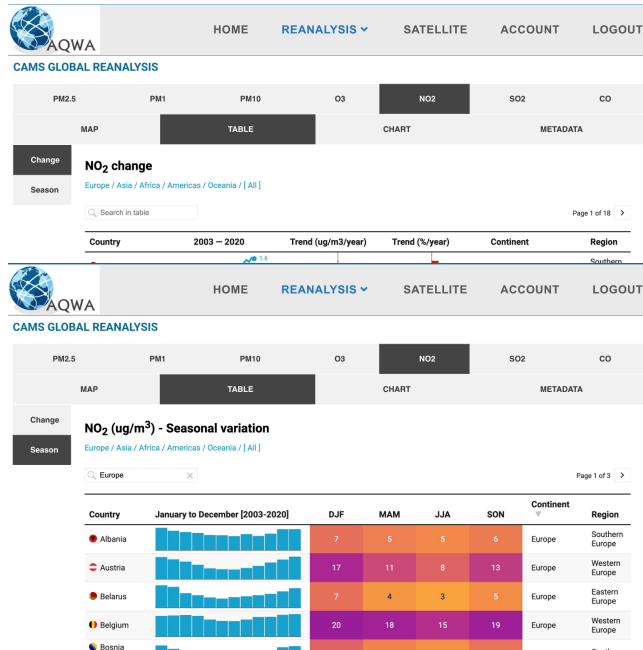 AQWA
HOME REANALYSIS SATELLITE ACCOUNT LOGOUT
CAMS GLOBAL REANALYSIS
PM2.5 PM1 PM10 O3 NO2 SO2 CO
MAP TABLE CHART METADATA
Change
Season
NO2 change
Europe / Asia / Africa / Americas / Oceania / [ All ]
Search in table
Page 1 of 18 >
Country 2003 — 2020 Trend (ug/m3/year) Trend (%/year) Continent Region
1.6 Southern
AQWA
HOME REANALYSIS SATELLITE ACCOUNT LOGOUT
CAMS GLOBAL REANALYSIS
PM2.5 PM1 PM10 O3 NO2 SO2 CO
MAP TABLE CHART METADATA
Change
Season
NO2 (ug/m3) - Seasonal variation
Europe / Asia / Africa / Americas / Oceania / [ All ]
Europe
Page 1 of 3 >
Country January to December [2003-2020] DJF MAM JJA SON Continent Region
Albania 7 5 5 6 Europe Southern Europe
Austria 17 11 8 13 Europe Western Europe
Belarus 7 4 3 5 Europe Eastern Europe
Belgium 20 18 15 19 Europe Western Europe
Bosnia